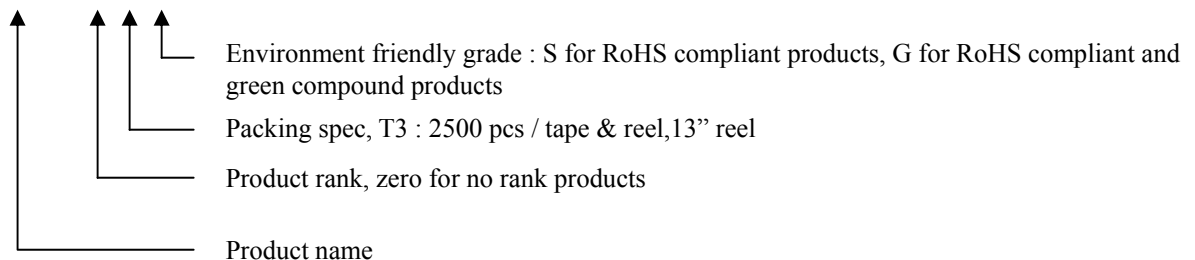 Environment friendly grade : S for RoHS compliant products, G for RoHS compliant and
green compound products
Packing spec, T3 : 2500 pcs / tape & reel,13” reel
Product rank, zero for no rank products
Product name